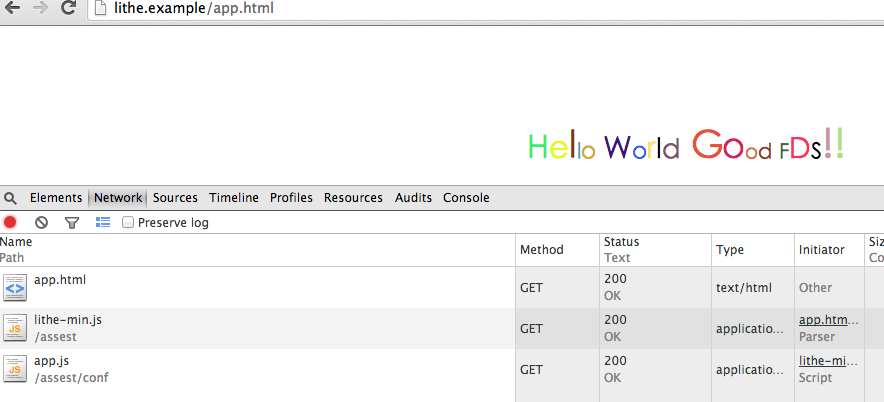 lithe.example/app.html
Hello World Good FDs!!
Elements Network Sources Timeline Profiles Resources Audits Console
Preserve log
Name Method Status Type Initiator Siz
Path Text Co
app.html GET 200 text/html Other
OK
lithe-min.js GET 200 applicatio... app.htm...
/assest OK Parser
app.js GET 200 applicatio... lithe-mi...
/assest/conf OK Script